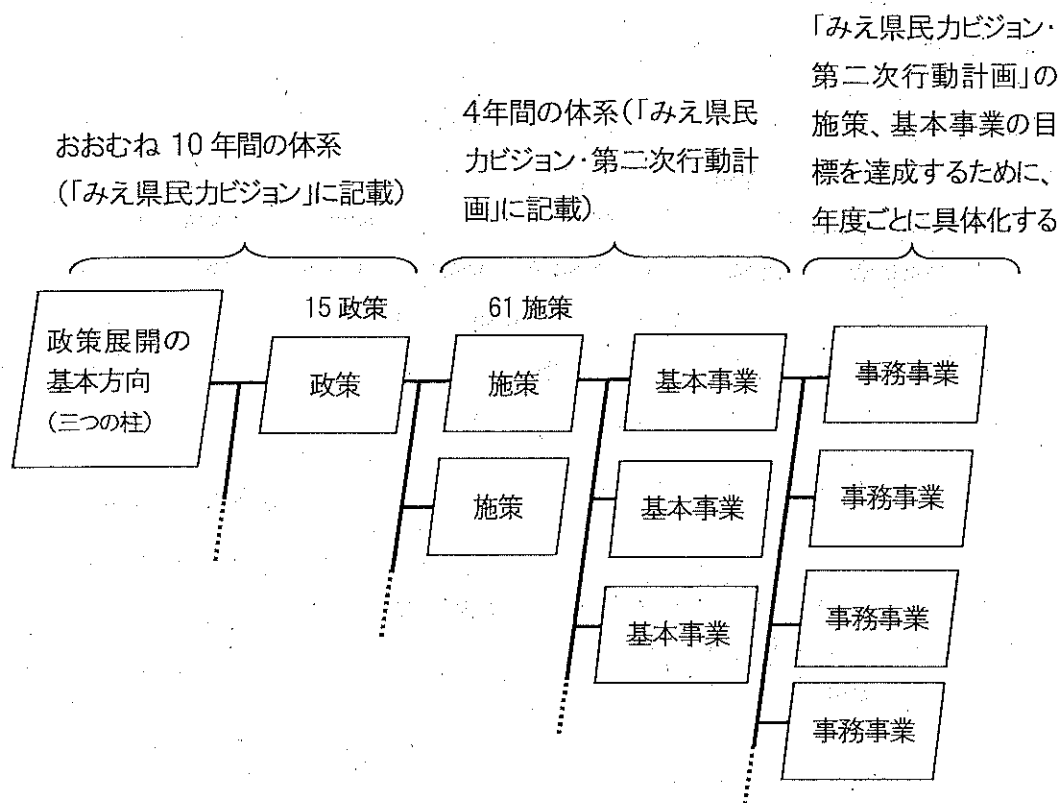 おおむね 10 年間の体系
（「みえ県民力ビジョン」に記載）
4年間の体系（「みえ県民
力ビジョン・第二次行動計
画」に記載）
「みえ県民力ビジョン・
第二次行動計画」の
施策、基本事業の目
標を達成するために、
年度ごとに具体化する
15 政策
61 施策
政策展開の
基本方向
（三つの柱）
政策
施策
基本事業
事務事業
施策
基本事業
事務事業
基本事業
事務事業
事務事業